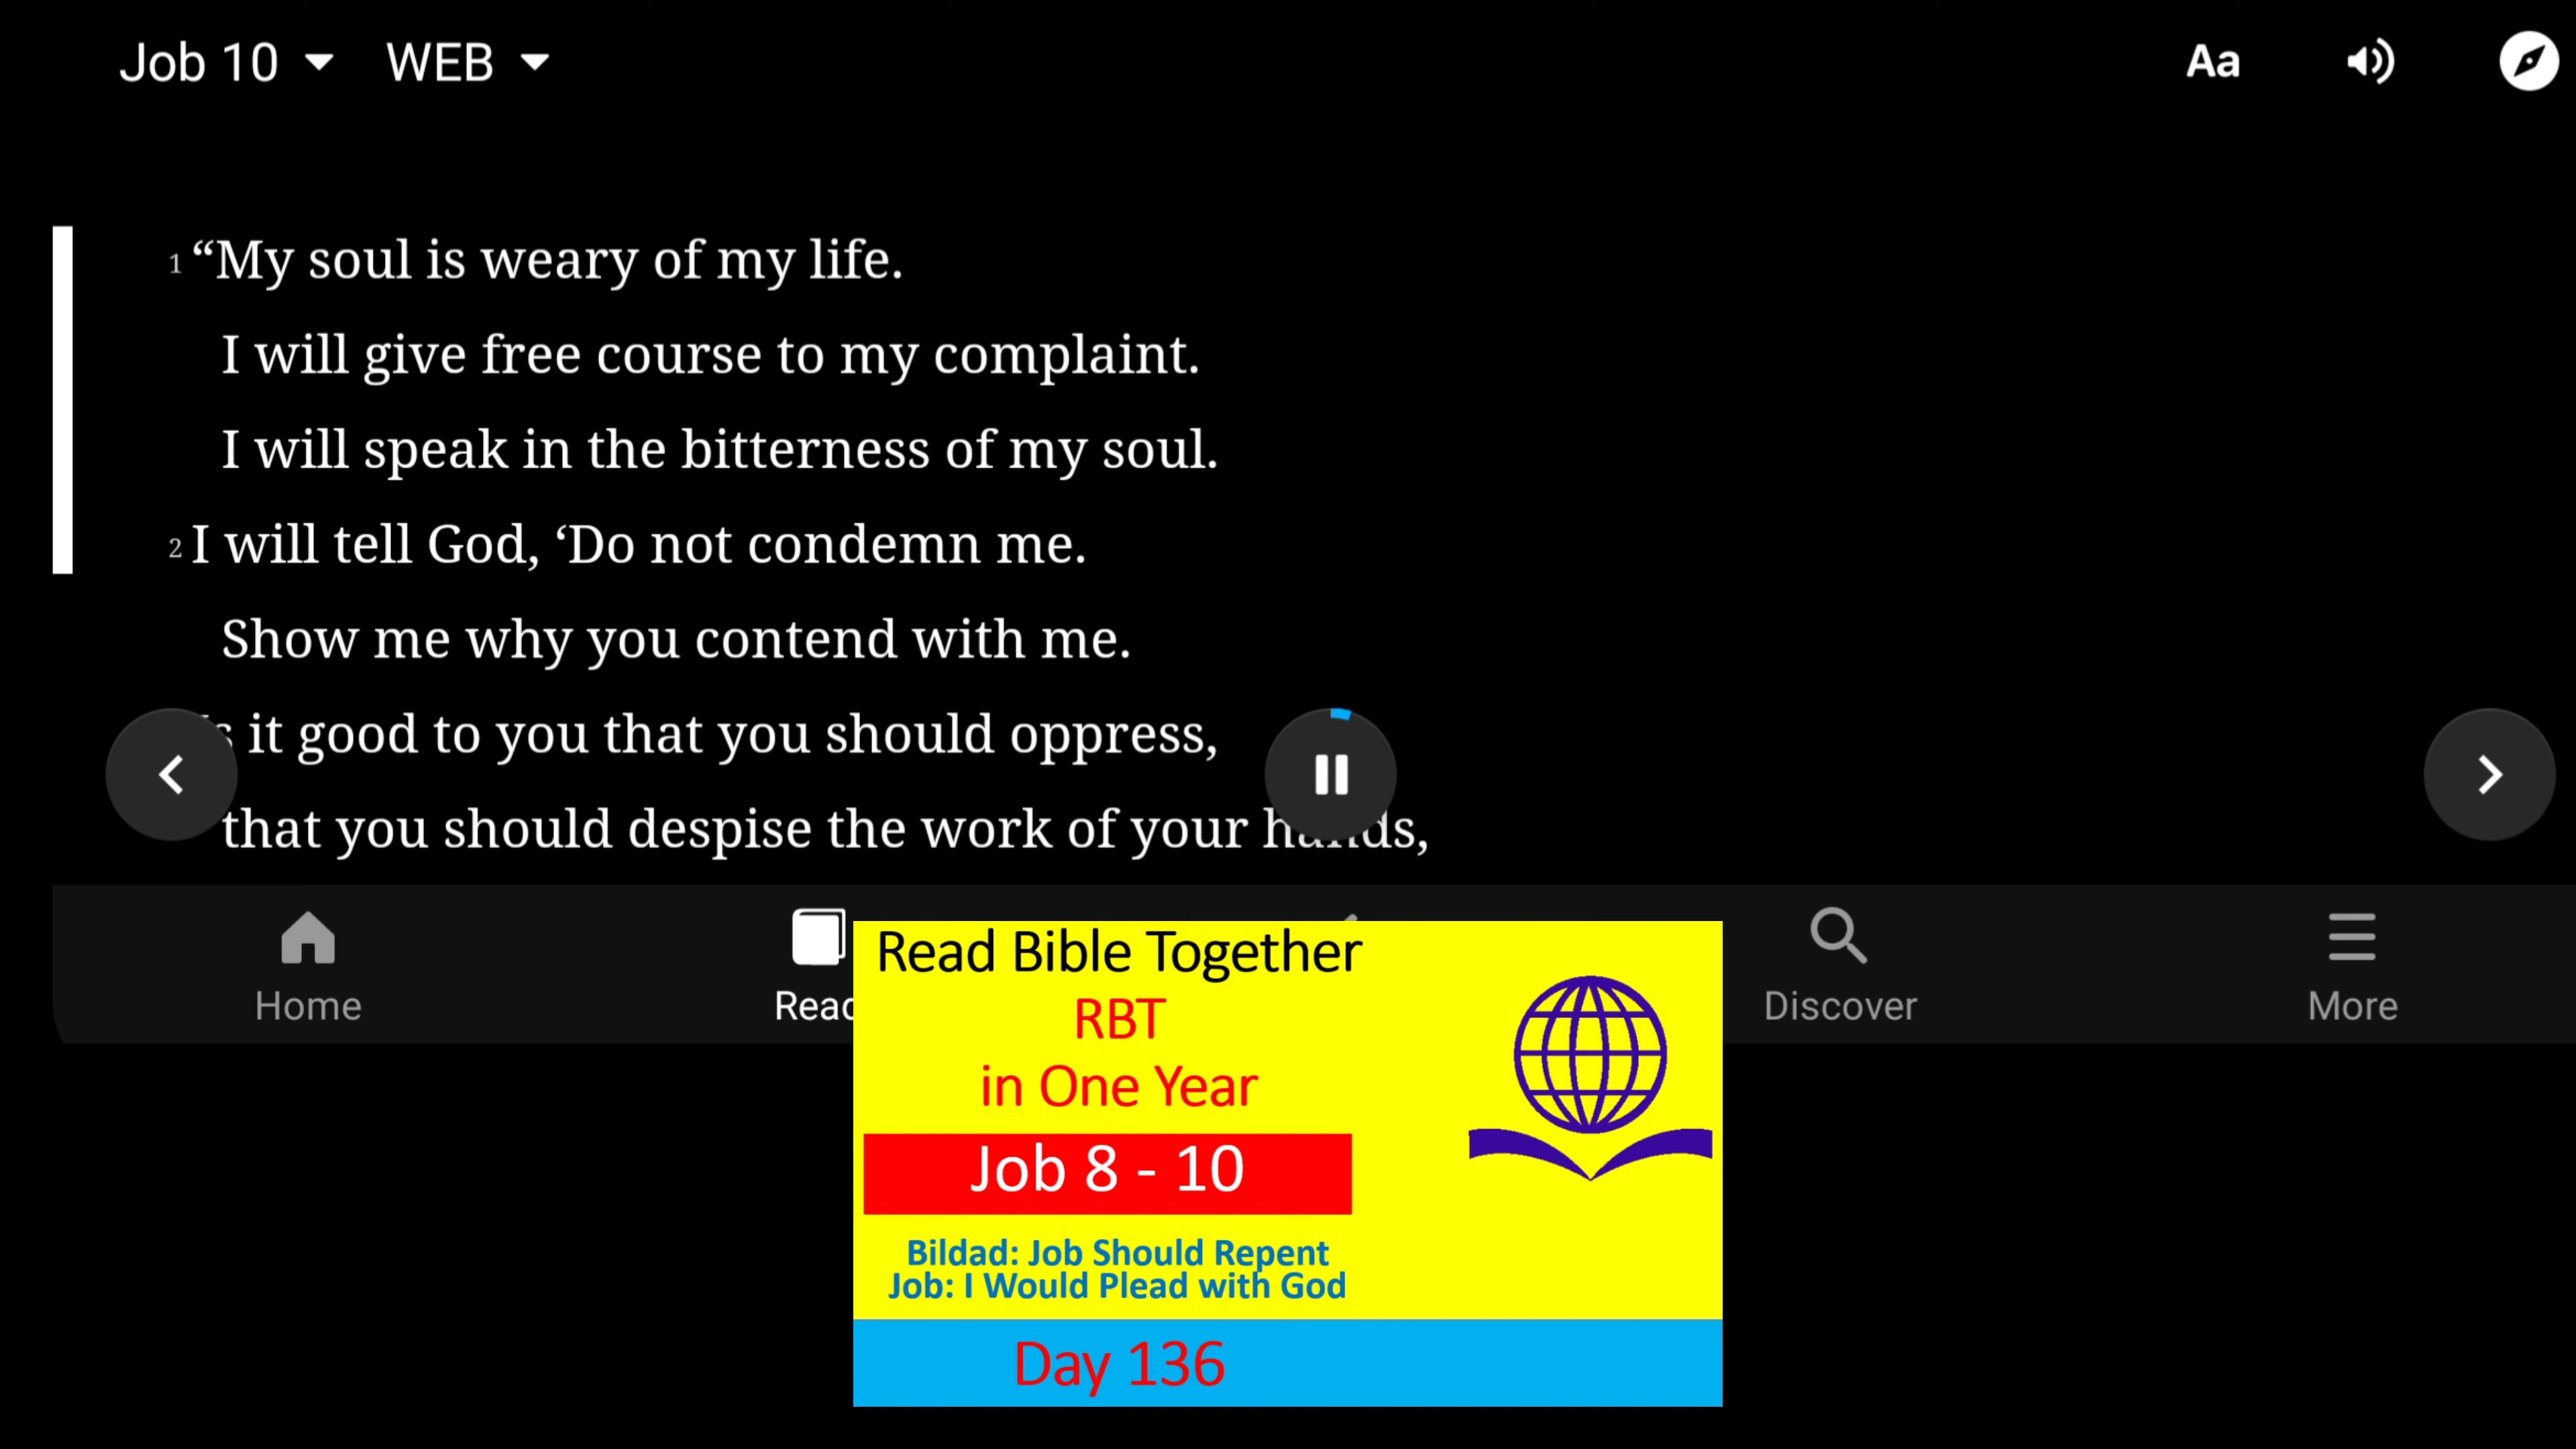 Job 10 WEB Aa
1 “My soul is weary of my life.
I will give free course to my complaint.
I will speak in the bitterness of my soul.
2 I will tell God, ‘Do not condemn me.
Show me why you contend with me.
it good to you that you should oppress,
that you should despise the work of your
Home Discover More
Read Bible Together
RBT
in One Year
Job 8 - 10
Bildad: Job Should Repent
Job: I Would Plead with God
Day 136